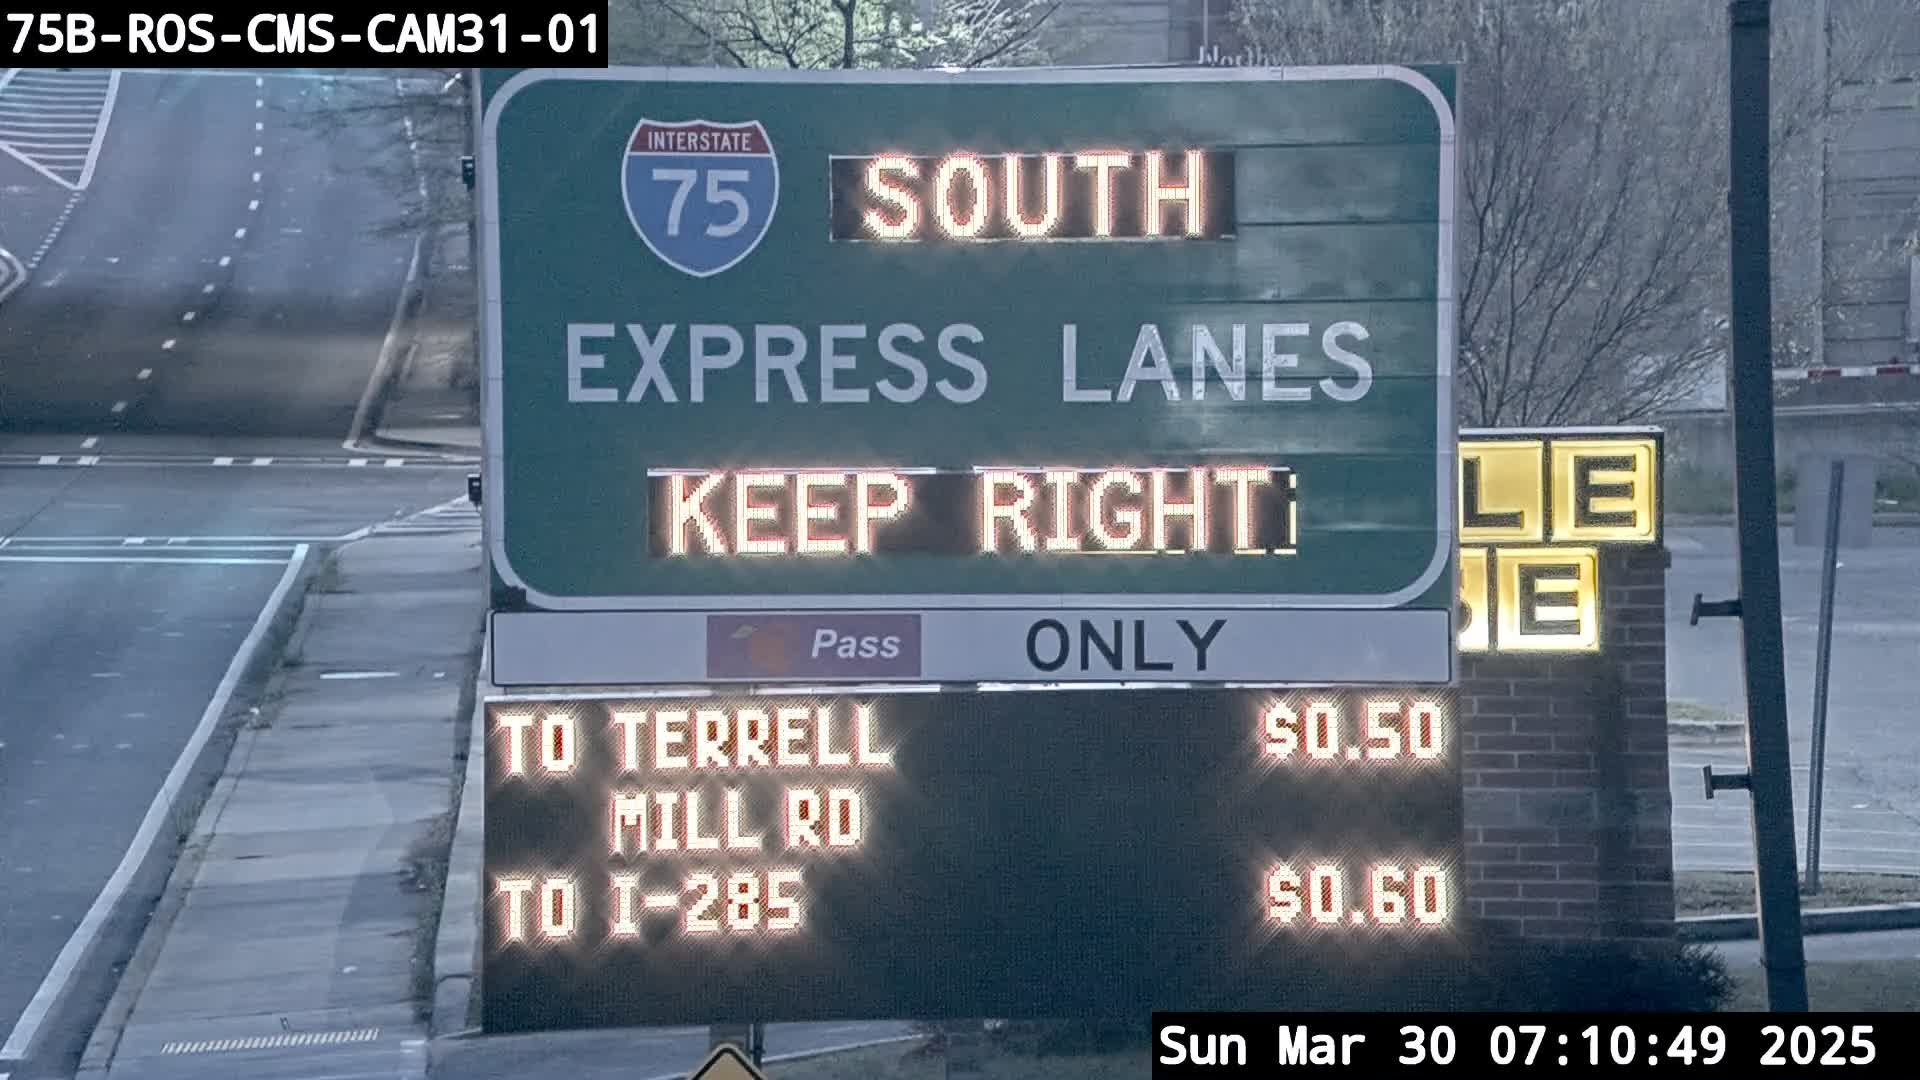 75B-ROS-CMS-CAM31-01
INTERSTATE
75
SOUTH
EXPRESS LANES
KEEP RIGHT
Pass ONLY
TO TERRELL $0.50
MILL RD
TO I-285 $0.60
LE
E
Sun Mar 30 07:10:49 2025